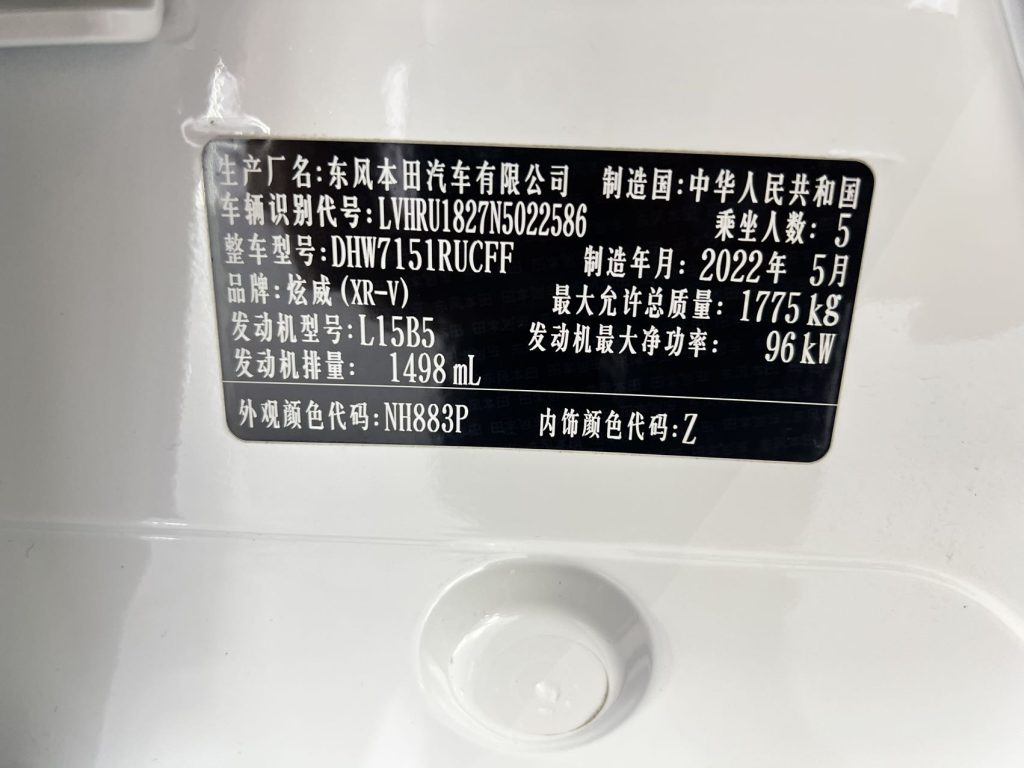 生产厂名:东风本田汽车有限公司 制造国:中华人民共和国
车辆识别代号:LVHRU1827N5022586 乘坐人数: 5
整车型号:DHW7151RUCFF 制造年月: 2022年 5月
品牌:炫威(XR-V) 最大允许总质量: 1775kg
发动机型号:L15B5 发动机最大净功率: 96kW
发动机排量: 1498mL
外观颜色代码:NH883P 内饰颜色代码:Z